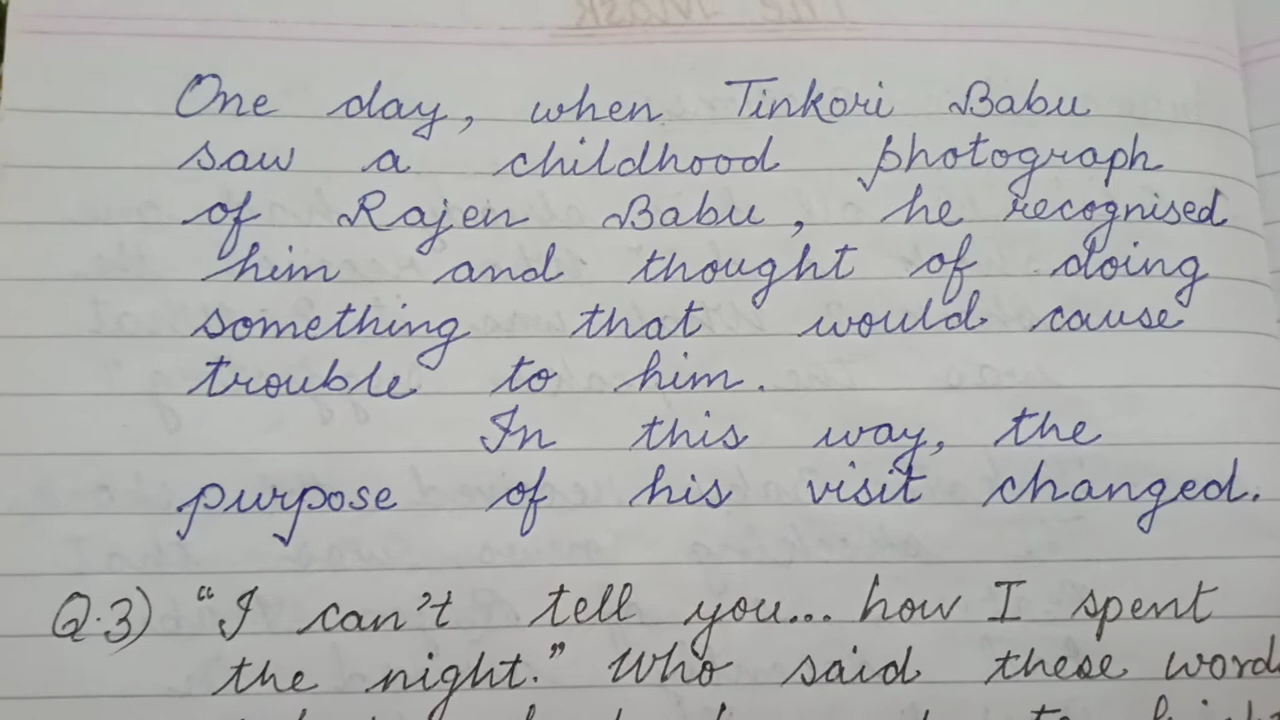 One day, when Tinkori Babu
saw a childhood photograph
of Rajen Babu, he recognised
him and thought of doing
something that would cause
trouble to him.
In this way, the
purpose of his visit changed.
Q.3) "I can't tell you... how I spent
the night." Who said these word